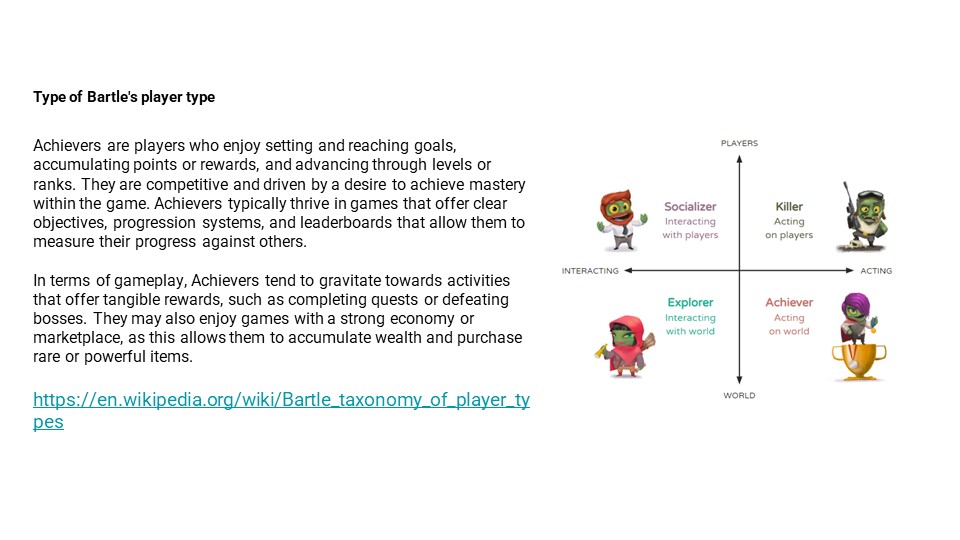 Type of Bartle's player type
Achievers are players who enjoy setting and reaching goals,
accumulating points or rewards, and advancing through levels or
ranks. They are competitive and driven by a desire to achieve mastery
within the game. Achievers typically thrive in games that offer clear
objectives, progression systems, and leaderboards that allow them to
measure their progress against others.
In terms of gameplay, Achievers tend to gravitate towards activities
that offer tangible rewards, such as completing quests or defeating
bosses. They may also enjoy games with a strong economy or
marketplace, as this allows them to accumulate wealth and purchase
rare or powerful items.
https://en.wikipedia.org/wiki/Bartle_taxonomy_of_player_ty
pes
PLAYERS
Socializer
Interacting
with players
Killer
Acting
on players
INTERACTING
ACTING
Explorer
Interacting
with world
Achiever
Acting
on world
WORLD